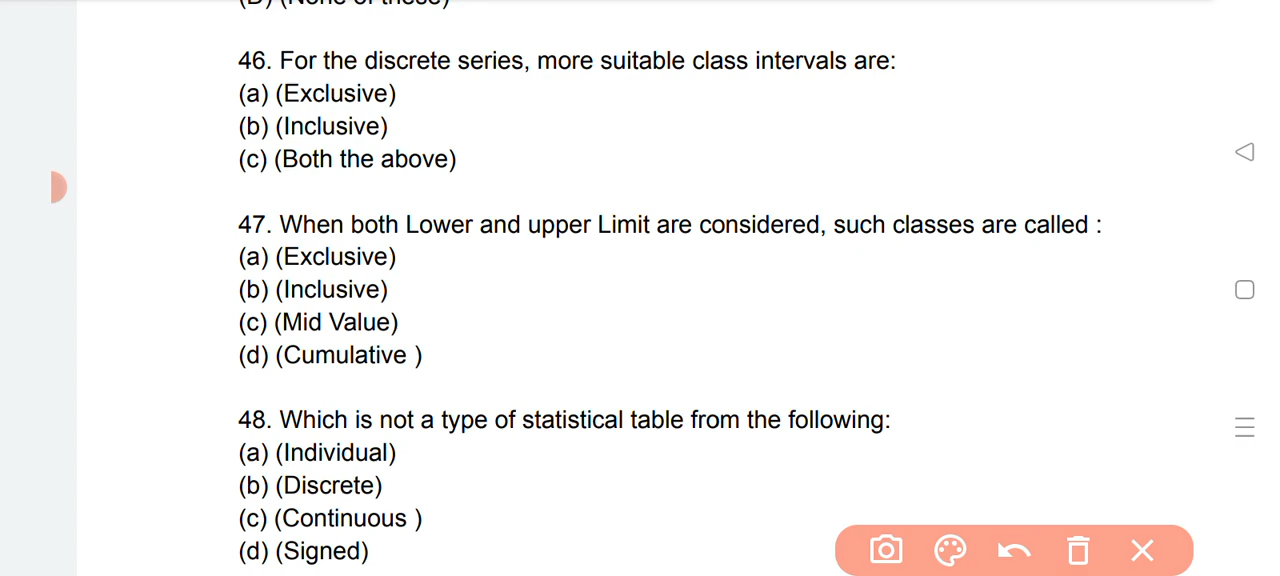 46. For the discrete series, more suitable class intervals are:
(a) (Exclusive)
(b) (Inclusive)
(c) (Both the above)
47. When both Lower and upper Limit are considered, such classes are called :
(a) (Exclusive)
(b) (Inclusive)
(c) (Mid Value)
(d) (Cumulative )
48. Which is not a type of statistical table from the following:
(a) (Individual)
(b) (Discrete)
(c) (Continuous )
(d) (Signed)